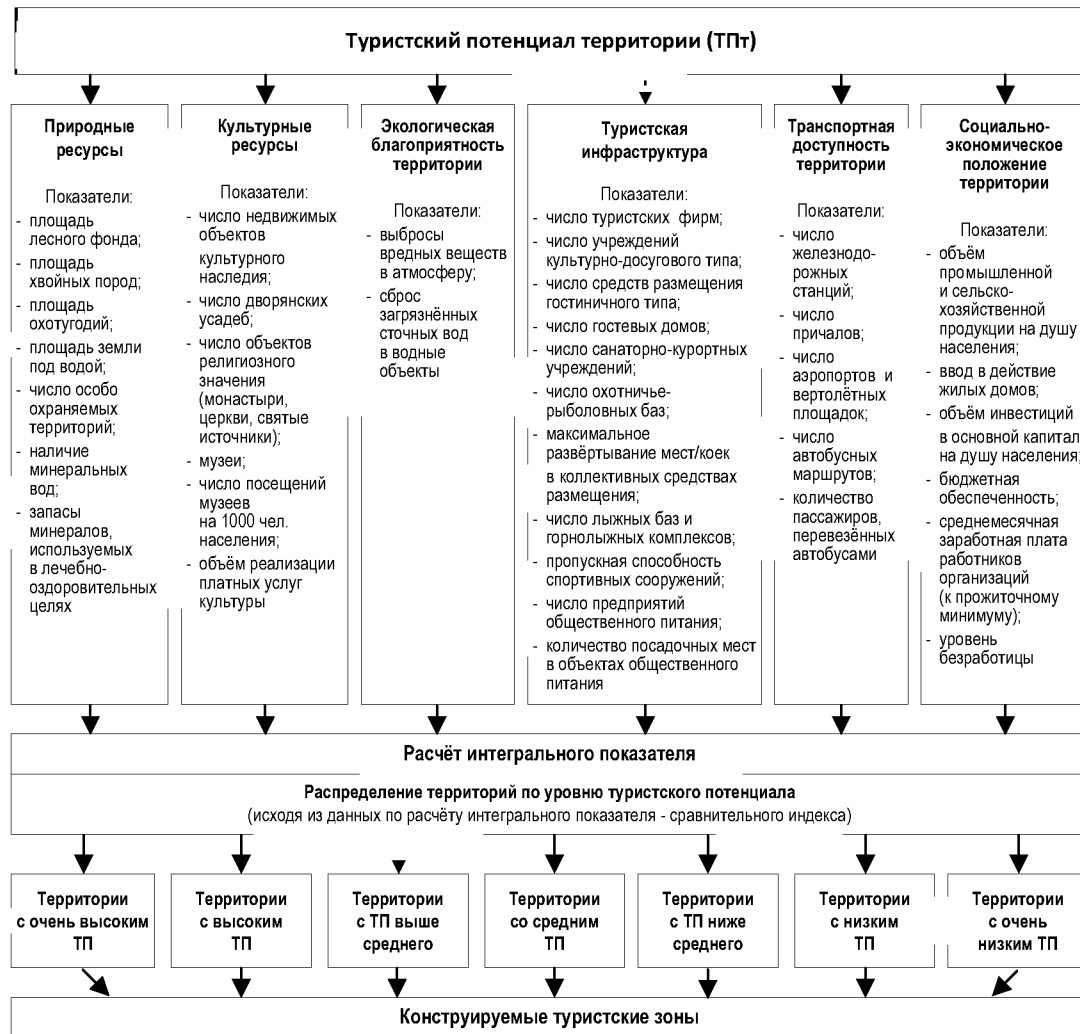 Туристский потенциал территории (ТПт)
Природные
ресурсы
Показатели:
- площадь
лесного фонда;
- площадь
хвойных пород;
- площадь
охотугодий;
- площадь земли
под водой;
- число особо
охраняемых
территорий;
- наличие
минеральных
вод;
- запасы
минералов,
используемых
в лечебно-
оздоровительных
целях
Культурные
ресурсы
Показатели:
- число недвижимых
объектов
культурного
наследия;
- число дворянских
усадеб;
- число объектов
религиозного
значения
(монастыри,
церкви, святые
источники);
- музеи;
- число посещений
музеев
на 1000 чел.
населения;
- объём реализации
платных услуг
культуры
Экологическая
благоприятность
территории
Показатели:
- выбросы
вредных веществ
в атмосферу;
- сброс
загрязнённых
сточных вод
в водные
объекты
Туристская
инфраструктура
Показатели:
- число туристских фирм;
- число учреждений
культурно-досугового типа;
- число средств размещения
гостиничного типа;
- число гостевых домов;
- число санаторно-курортных
учреждений;
- число охотничье-
рыболовных баз;
- максимальное
развёртывание мест/коек
в коллективных средствах
размещения;
- число лыжных баз и
горнолыжных комплексов;
- пропускная способность
спортивных сооружений;
- число предприятий
общественного питания;
- количество посадочных мест
в объектах общественного
питания
Транспортная
доступность
территории
Показатели:
- число
железнодо-
рожных
станций;
- число
причалов;
- число
аэропортов и
вертолётных
площадок;
- число
автобусных
маршрутов;
- количество
пассажиров,
перевезённых
автобусами
Социально-
экономическое
положение
территории
Показатели:
- объём
промышленной
и сельско-
хозяйственной
продукции на душу
населения;
- ввод в действие
жилых домов;
- объём инвестиций
в основной капитал
на душу населения;
- бюджетная
обеспеченность;
- среднемесячная
заработная плата
работников
организаций
(к прожиточному
минимуму);
- уровень
безработицы
Расчёт интегрального показателя
Распределение территорий по уровню туристского потенциала
(исходя из данных по расчёту интегрального показателя - сравнительного индекса)
Территории
с очень высоким
ТП
Территории
с высоким
ТП
Территории
с ТП выше
среднего
Территории
со средним
ТП
Территории
с ТП ниже
среднего
Территории
с низким
ТП
Территории
с очень
низким ТП
Конструируемые туристские зоны